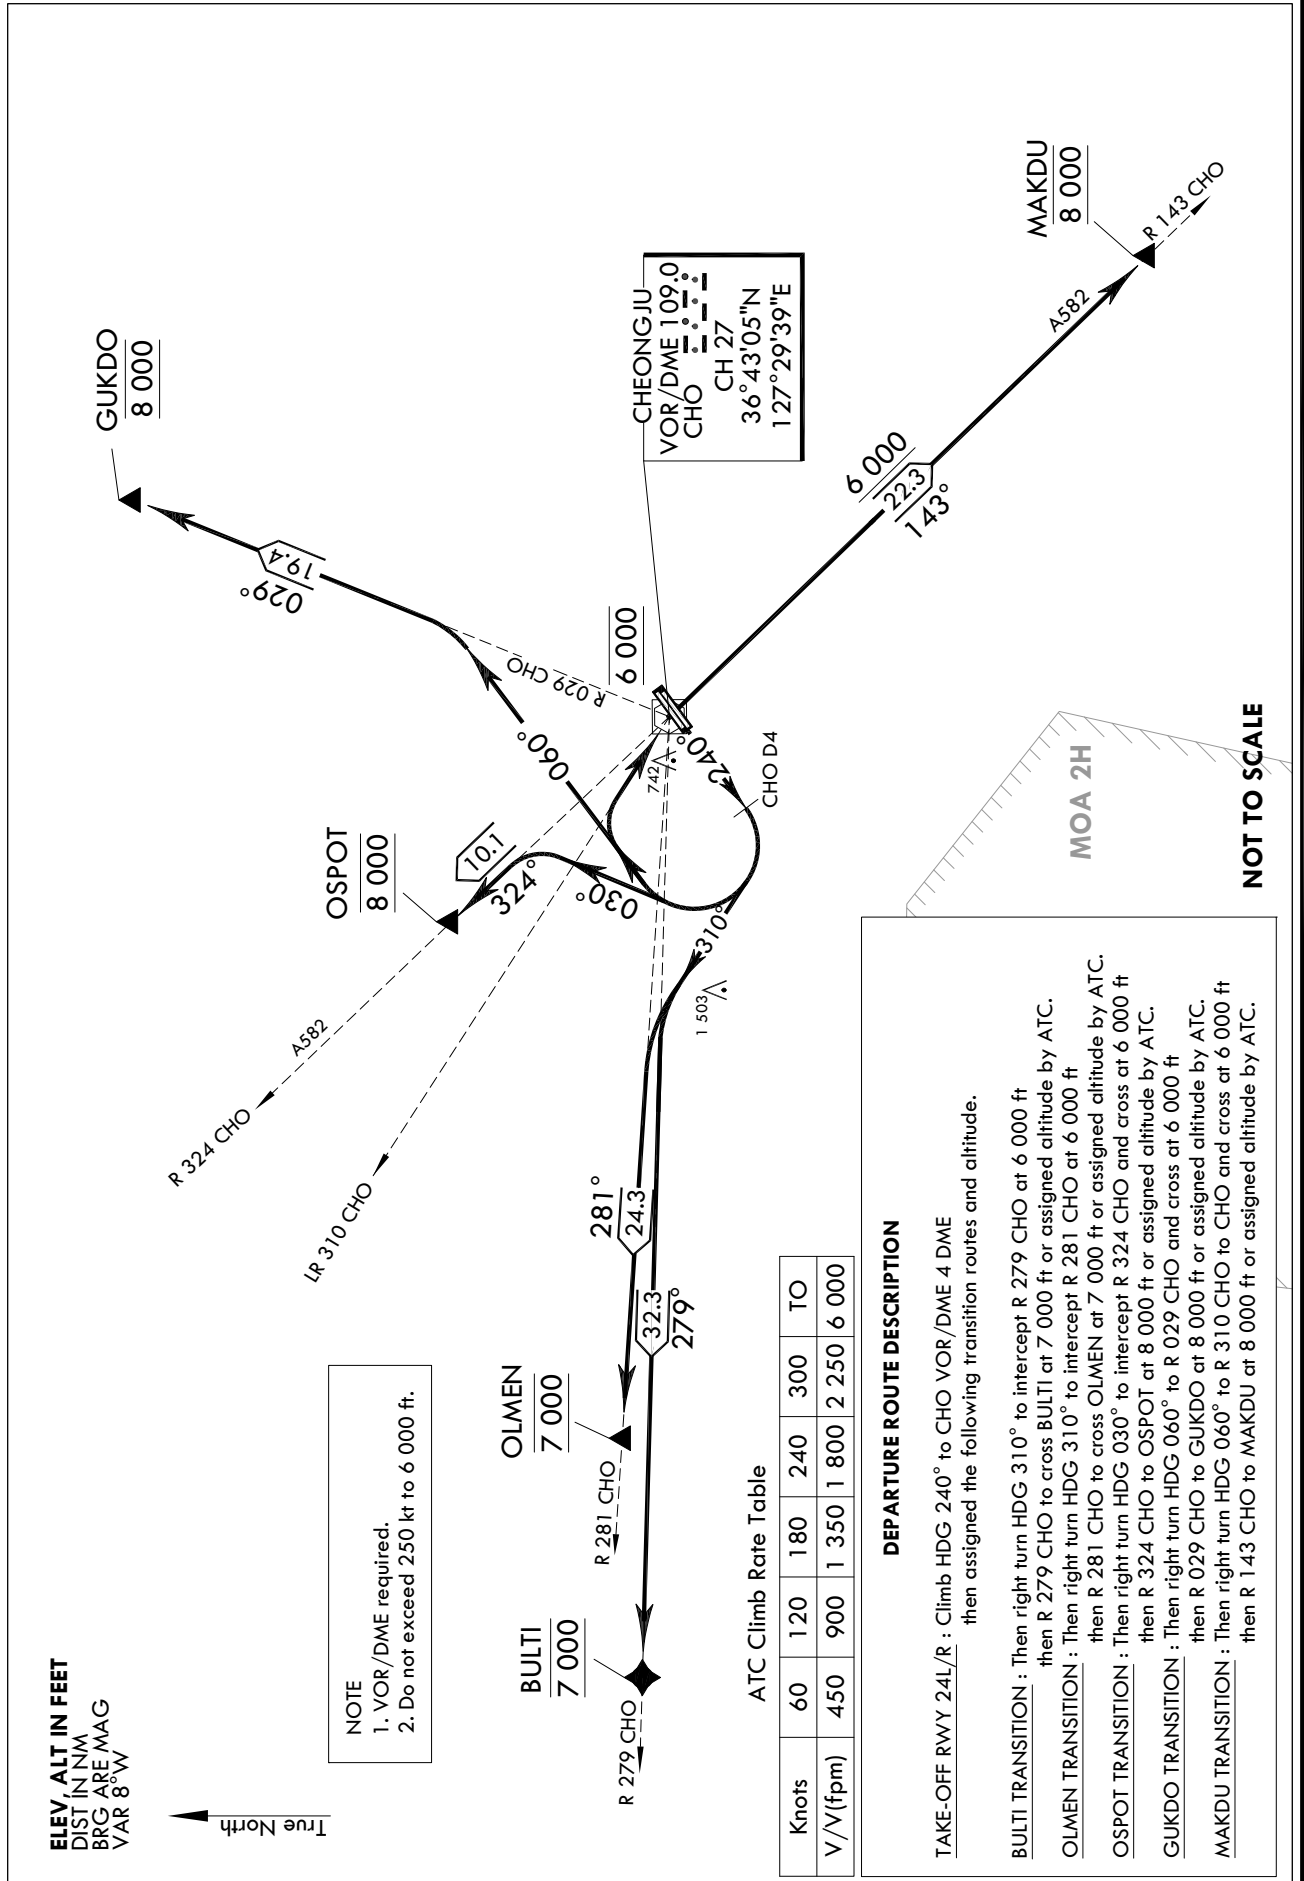 ELEV, ALT IN FEET
DIST IN NM
BRG ARE MAG
VAR 8°W
True North
NOTE
1. VOR/DME required.
2. Do not exceed 250 kt to 6 000 ft.
GUKDO
8 000
029°
19.4
R 029 CHO
060°
OSPOT
8 000
10.1
324°
030°
A582
R 324 CHO
LR 310 CHO
6 000
CHEONGJU
VOR/DME 109.0
CHO
CH 27
36°43'05"N
127°29'39"E
742
240°
CHO D4
310°
1 503
6 000
22.3
143°
A582
MAKDU
8 000
R 143 CHO
281°
24.3
32.3
279°
OLMEN
7 000
R 281 CHO
BULTI
7 000
R 279 CHO
MOA 2H
NOT TO SCALE
ATC Climb Rate Table
Knots 60 120 180 240 300 TO
V/V(fpm) 450 900 1 350 1 800 2 250 6 000
DEPARTURE ROUTE DESCRIPTION
TAKE-OFF RWY 24L/R : Climb HDG 240° to CHO VOR/DME 4 DME
then assigned the following transition routes and altitude.
BULTI TRANSITION : Then right turn HDG 310° to intercept R 279 CHO at 6 000 ft
then R 279 CHO to cross BULTI at 7 000 ft or assigned altitude by ATC.
OLMEN TRANSITION : Then right turn HDG 310° to intercept R 281 CHO at 6 000 ft
then R 281 CHO to cross OLMEN at 7 000 ft or assigned altitude by ATC.
OSPOT TRANSITION : Then right turn HDG 030° to intercept R 324 CHO and cross at 6 000 ft
then R 324 CHO to OSPOT at 8 000 ft or assigned altitude by ATC.
GUKDO TRANSITION : Then right turn HDG 060° to R 029 CHO and cross at 6 000 ft
then R 029 CHO to GUKDO at 8 000 ft or assigned altitude by ATC.
MAKDU TRANSITION : Then right turn HDG 060° to R 310 CHO to CHO and cross at 6 000 ft
then R 143 CHO to MAKDU at 8 000 ft or assigned altitude by ATC.